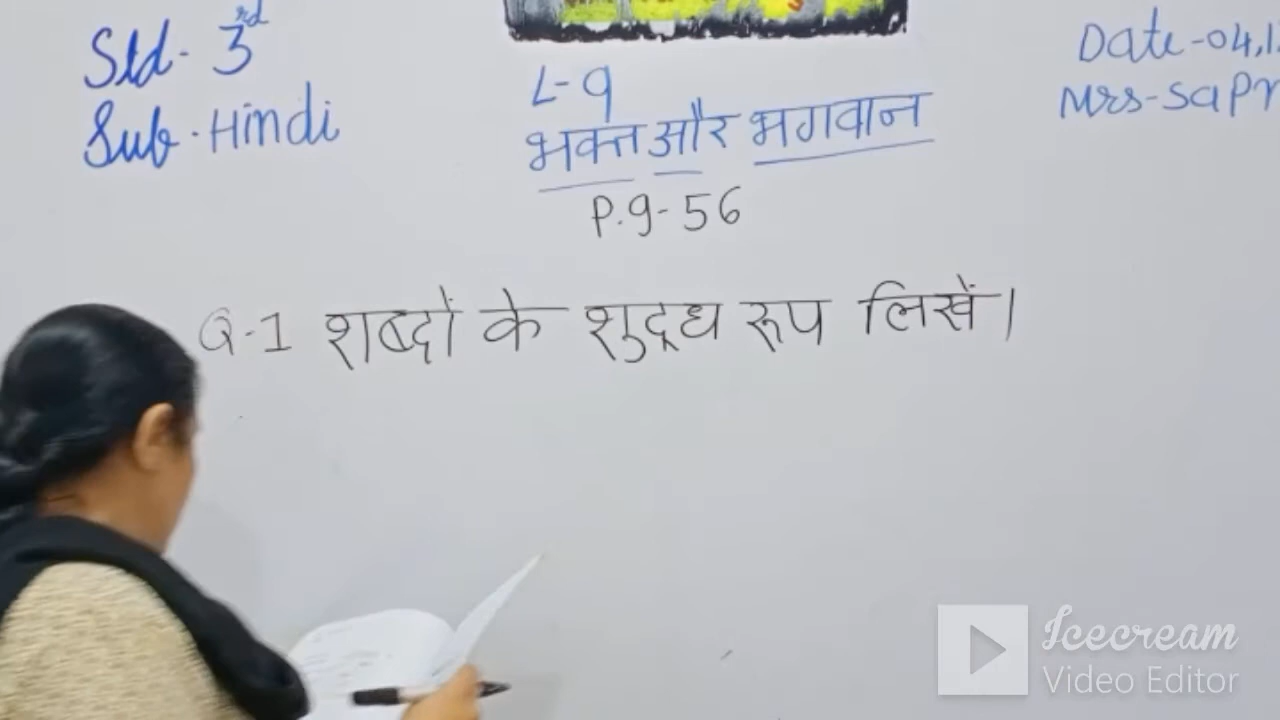 Std- 3rd
Sub- Hindi
L-9
भक्त और भगवान
P.g-56
Date-04,1
Mrs-Sapr
Q-1 शब्दों के शुद्ध रूप लिखें।
Icecream
Video Editor